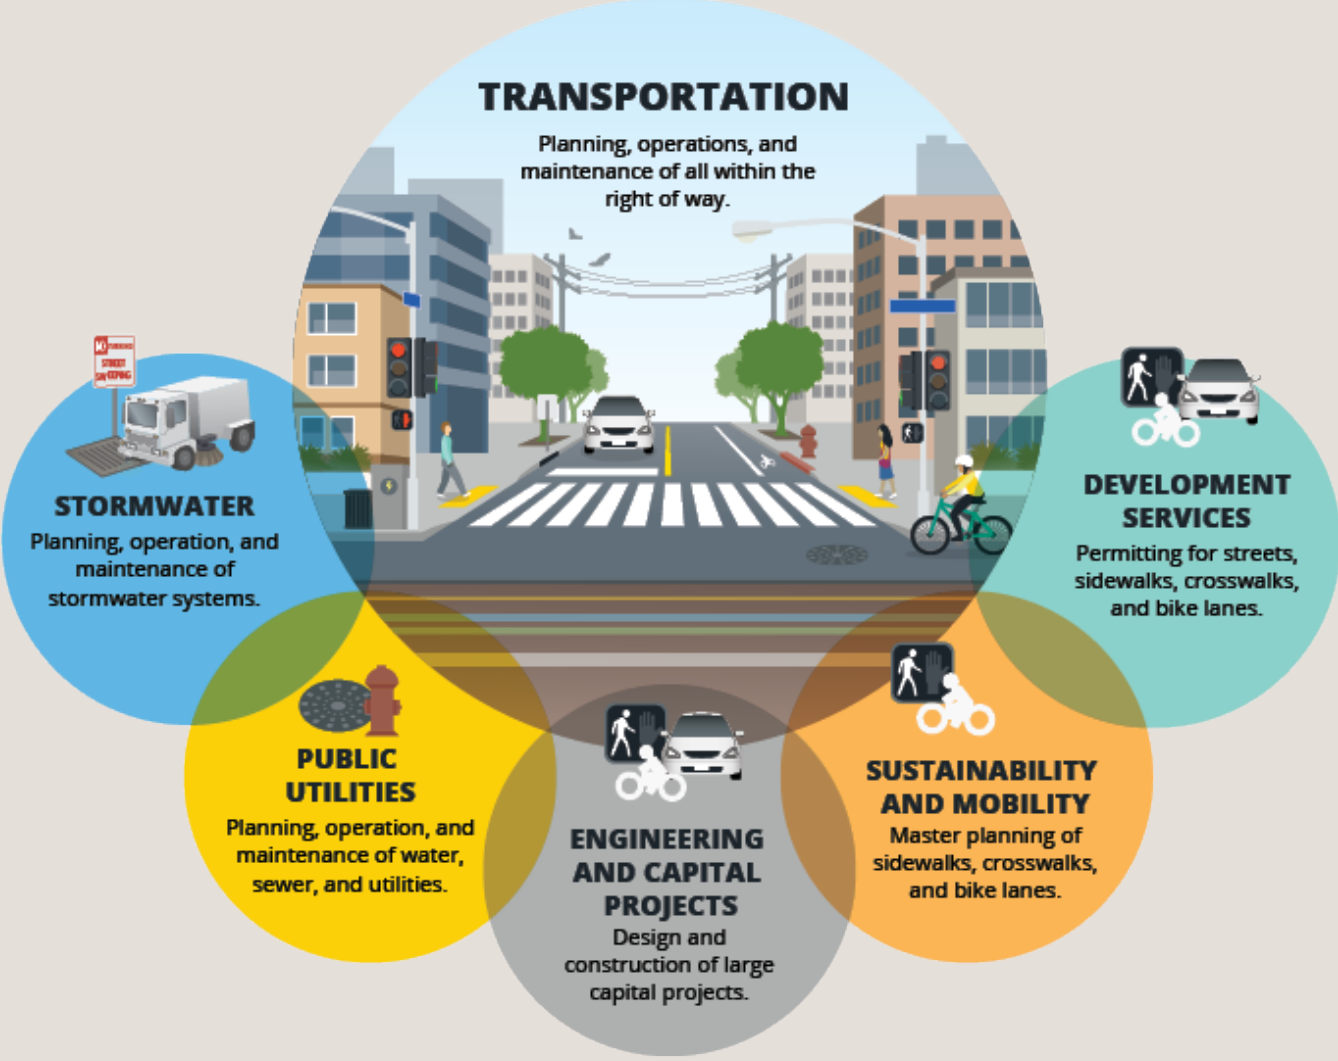 TRANSPORTATION
Planning, operations, and
maintenance of all within the
right of way.
STREET
STORMWATER
Planning, operation, and
maintenance of
stormwater systems.
PUBLIC
UTILITIES
Planning, operation, and
maintenance of water,
sewer, and utilities.
ENGINEERING
AND CAPITAL
PROJECTS
Design and
construction of large
capital projects.
SUSTAINABILITY
AND MOBILITY
Master planning of
sidewalks, crosswalks,
and bike lanes.
DEVELOPMENT
SERVICES
Permitting for streets,
sidewalks, crosswalks,
and bike lanes.